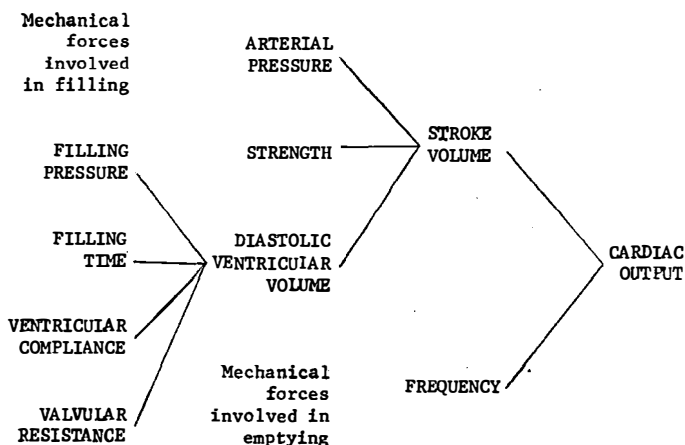 Mechanical
forces
involved
in filling
ARTERIAL
PRESSURE
STRENGTH
STROKE
VOLUME
FILLING
PRESSURE
FILLING
TIME
DIASTOLIC
VENTRICULAR
VOLUME
CARDIAC
OUTPUT
VENTRICULAR
COMPLIANCE
VALVULAR
RESISTANCE
Mechanical
forces
involved in
emptying
FREQUENCY